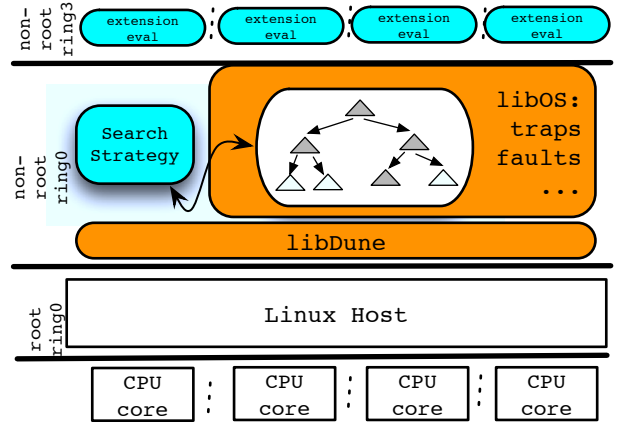 non-
root
ring3
extension
eval
extension
eval
extension
eval
extension
eval
non-
root
ring0
Search
Strategy
libOS:
traps
faults
...
libDune
root
ring0
Linux Host
CPU
core
CPU
core
CPU
core
CPU
core